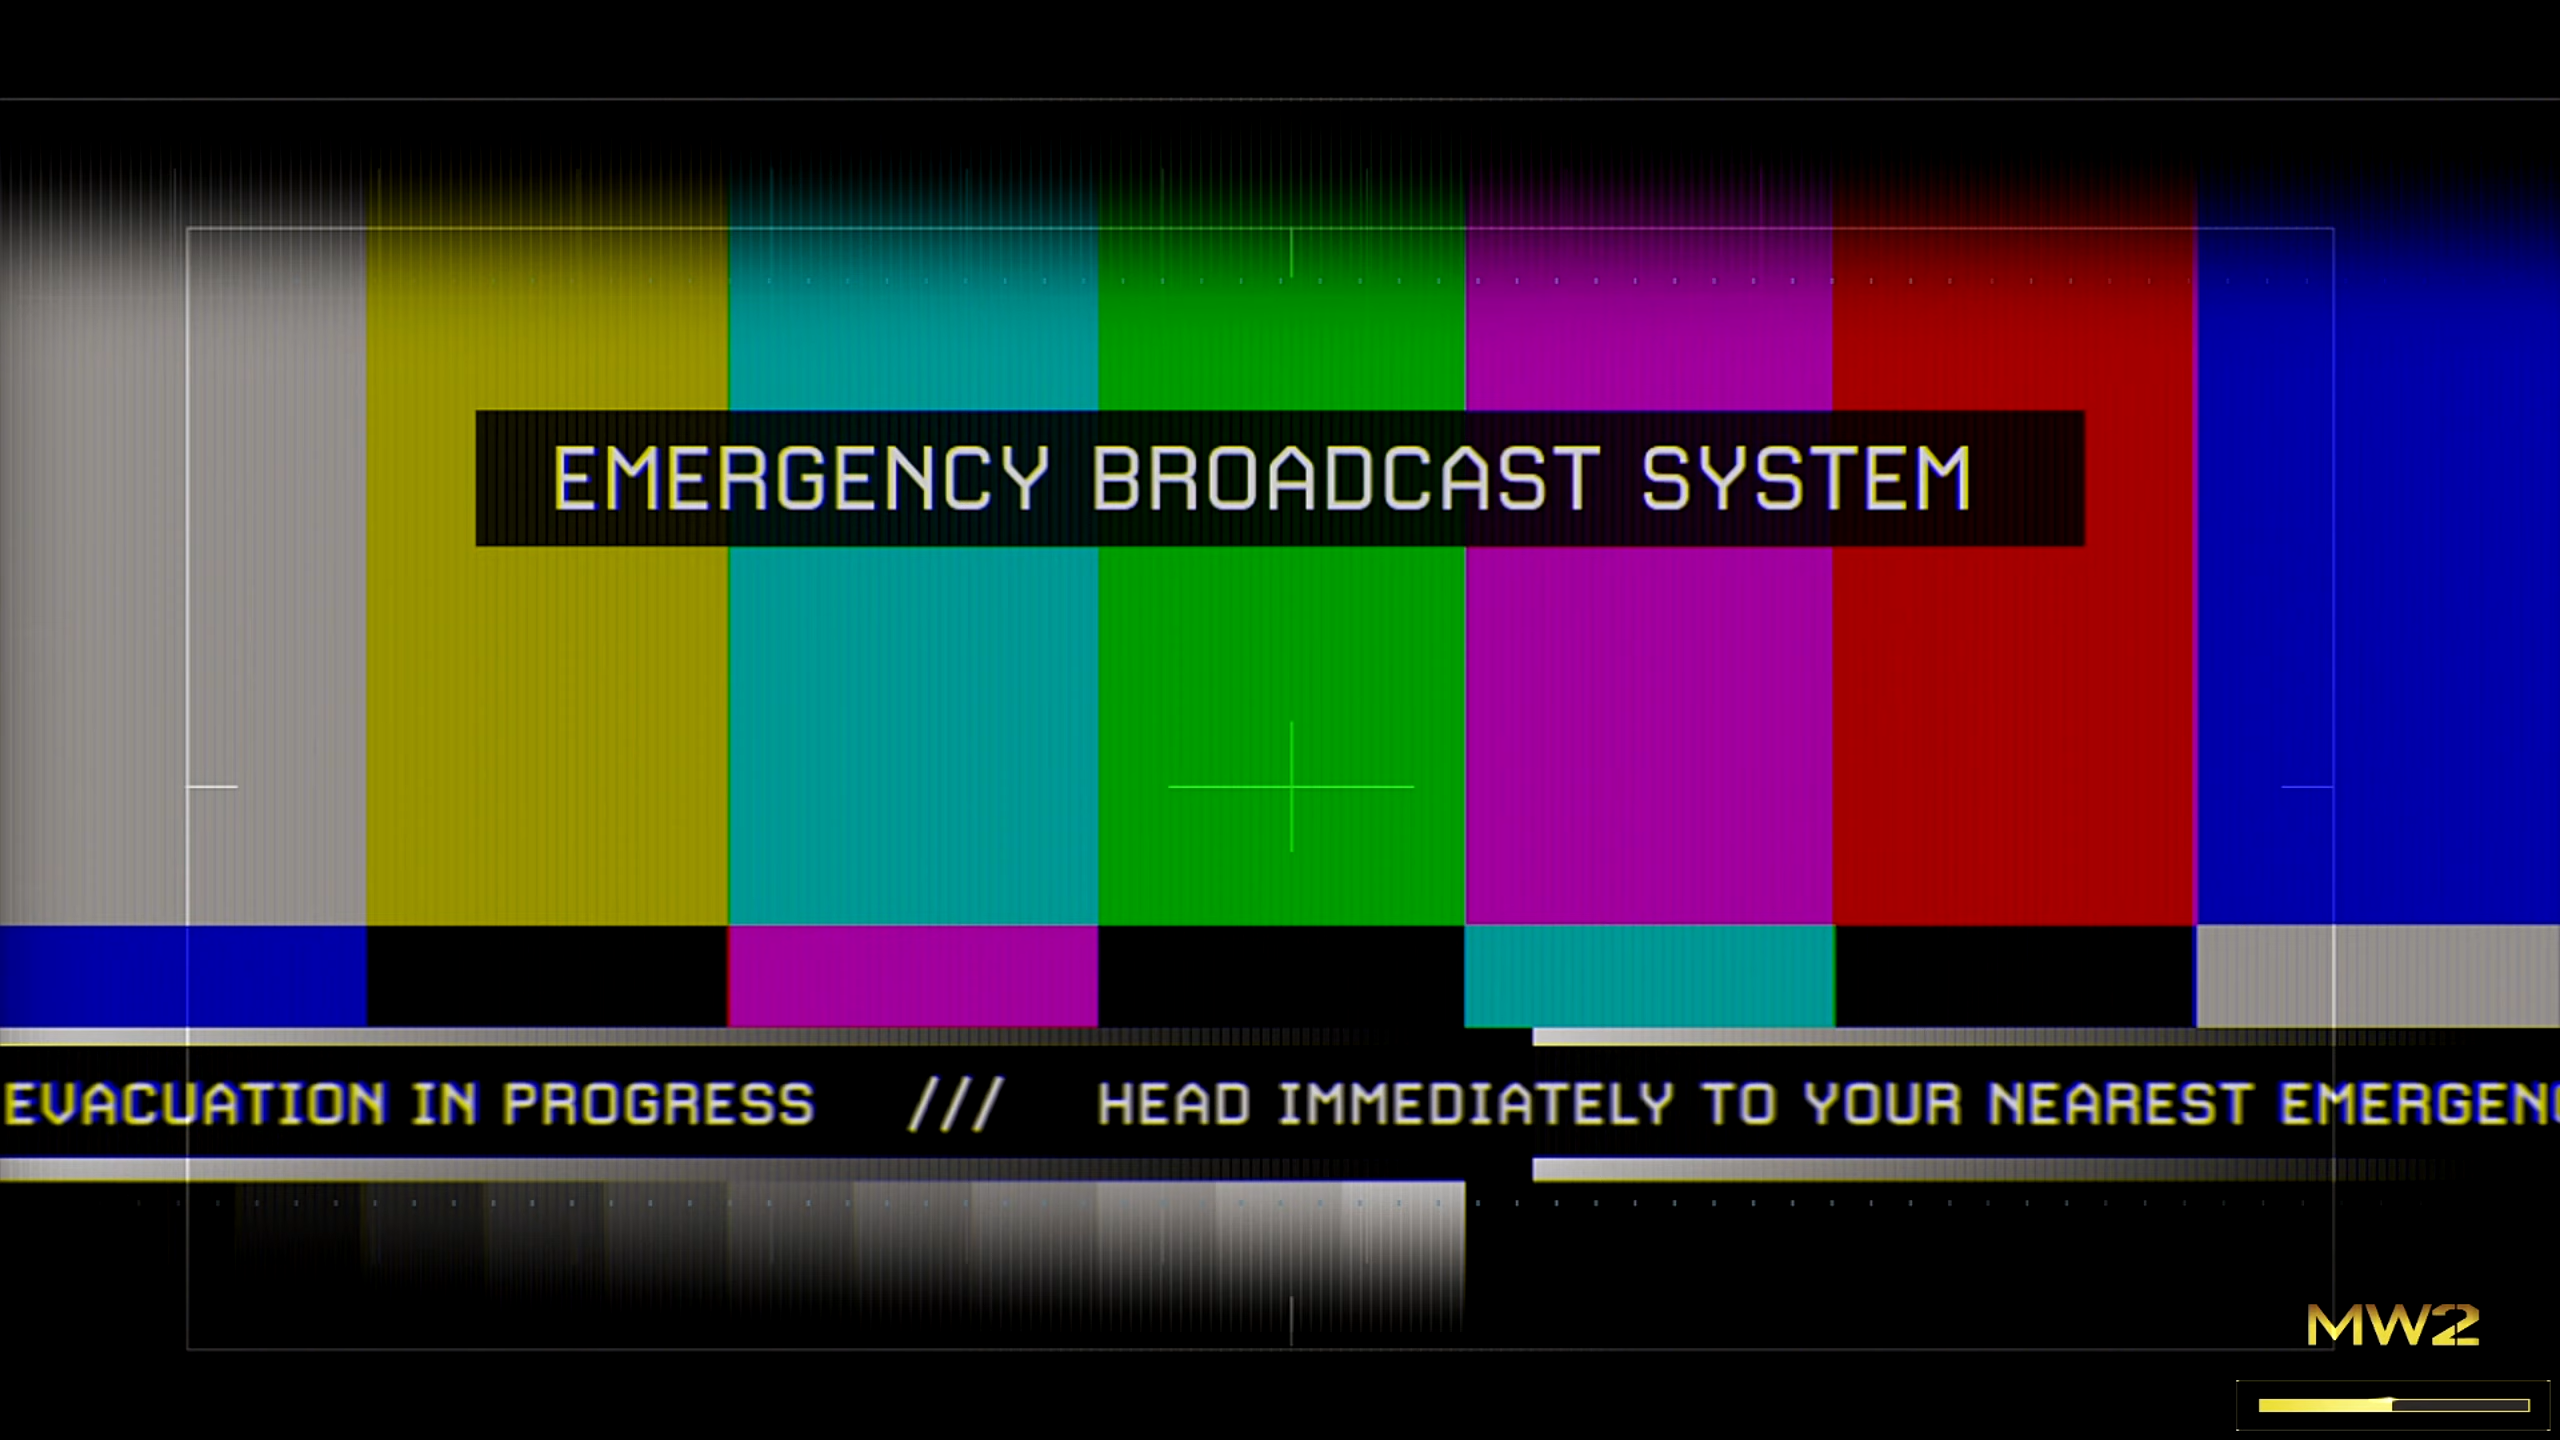 EMERGENCY BROADCAST SYSTEM
EVACUATION IN PROGRESS /// HEAD IMMEDIATELY TO YOUR NEAREST
MW2